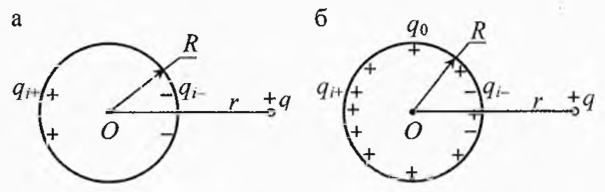 а
R
q_{i+}
+
+
−
−
q_{i−}
O
r
+
q
б
q_0
R
q_{i+}
+ + + + + + + + + +
−
−
q_{i−}
O
r
+
q